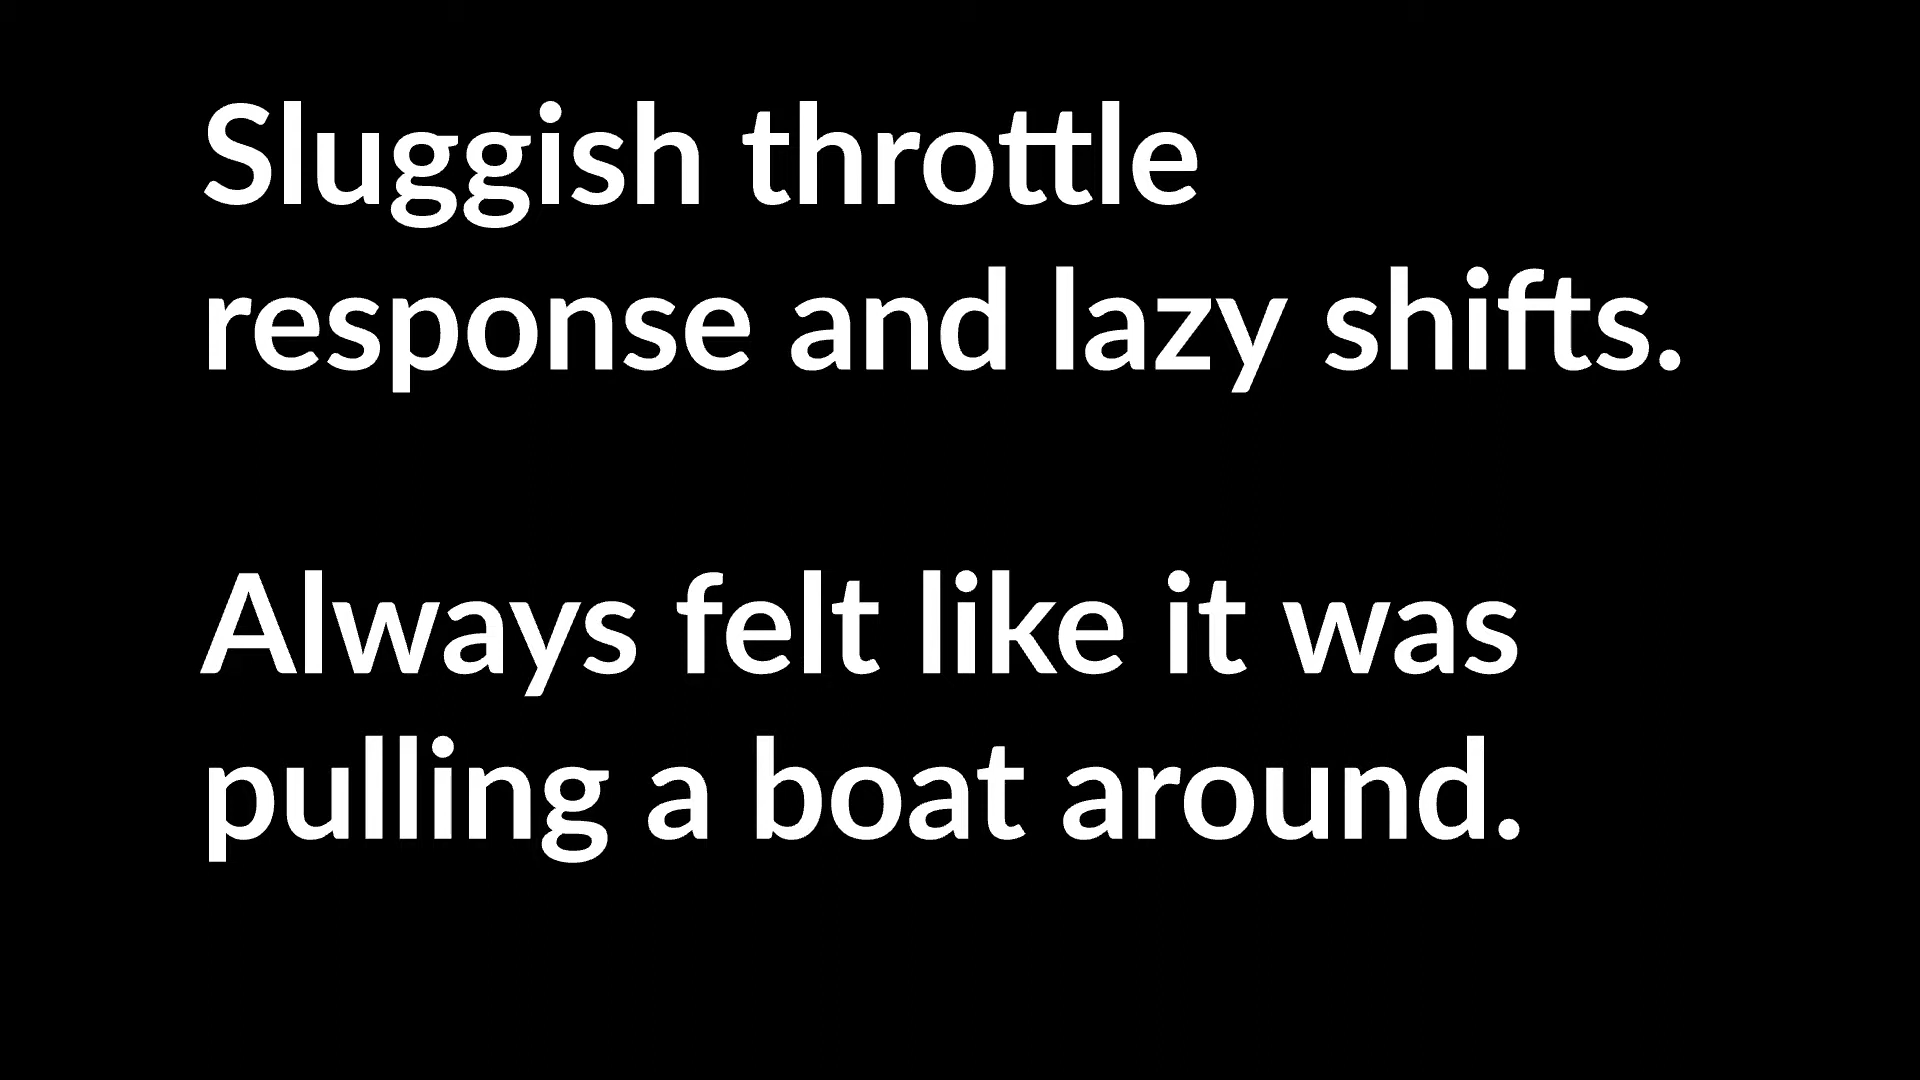 Sluggish throttle
response and lazy shifts.
Always felt like it was
pulling a boat around.